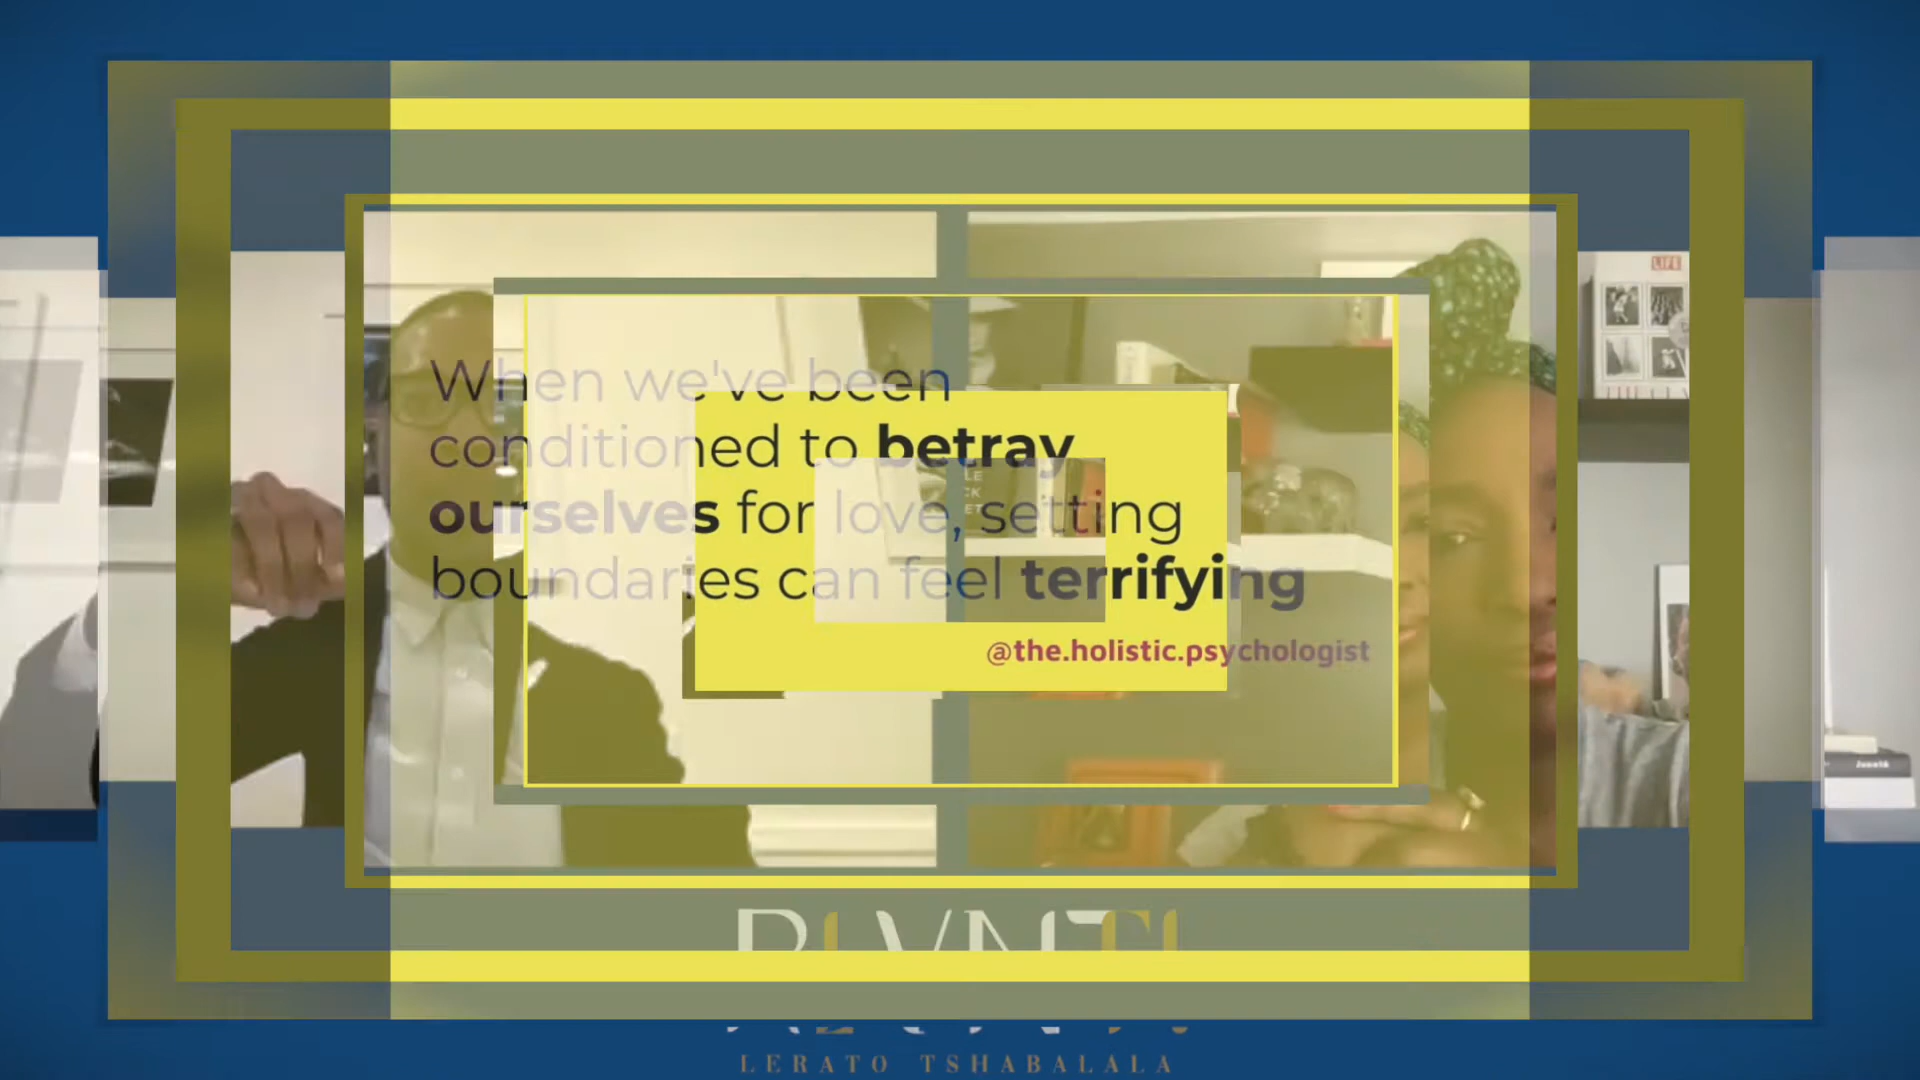 LIFE
When we've been
conditioned to betray
ourselves for love, setting
boundaries can feel terrifying
@the.holistic.psychologist
LERATO TSHABALALA